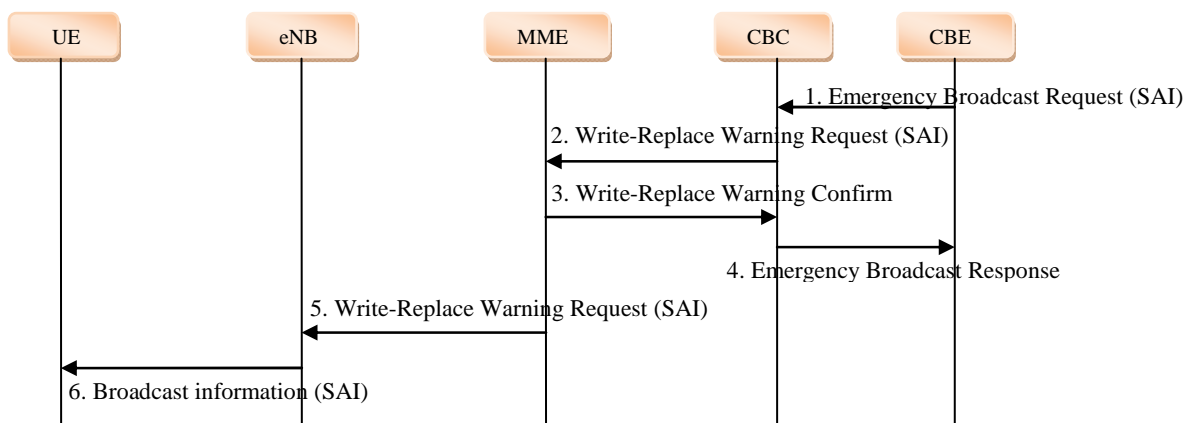 UE eNB MME CBC CBE
1. Emergency Broadcast Request (SAI)
2. Write-Replace Warning Request (SAI)
3. Write-Replace Warning Confirm
4. Emergency Broadcast Response
5. Write-Replace Warning Request (SAI)
6. Broadcast information (SAI)